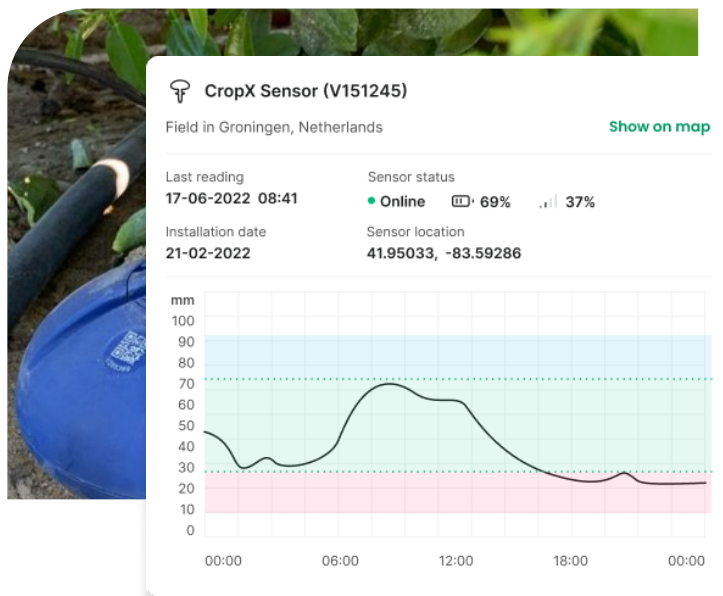 CropX Sensor (V151245)
Field in Groningen, Netherlands
Show on map
Last reading
Sensor status
17-06-2022 08:41
Online
69%
37%
Installation date
Sensor location
21-02-2022
41.95033, -83.59286
mm
100
90
80
70
60
50
40
30
20
10
0
00:00
06:00
12:00
18:00
00:00